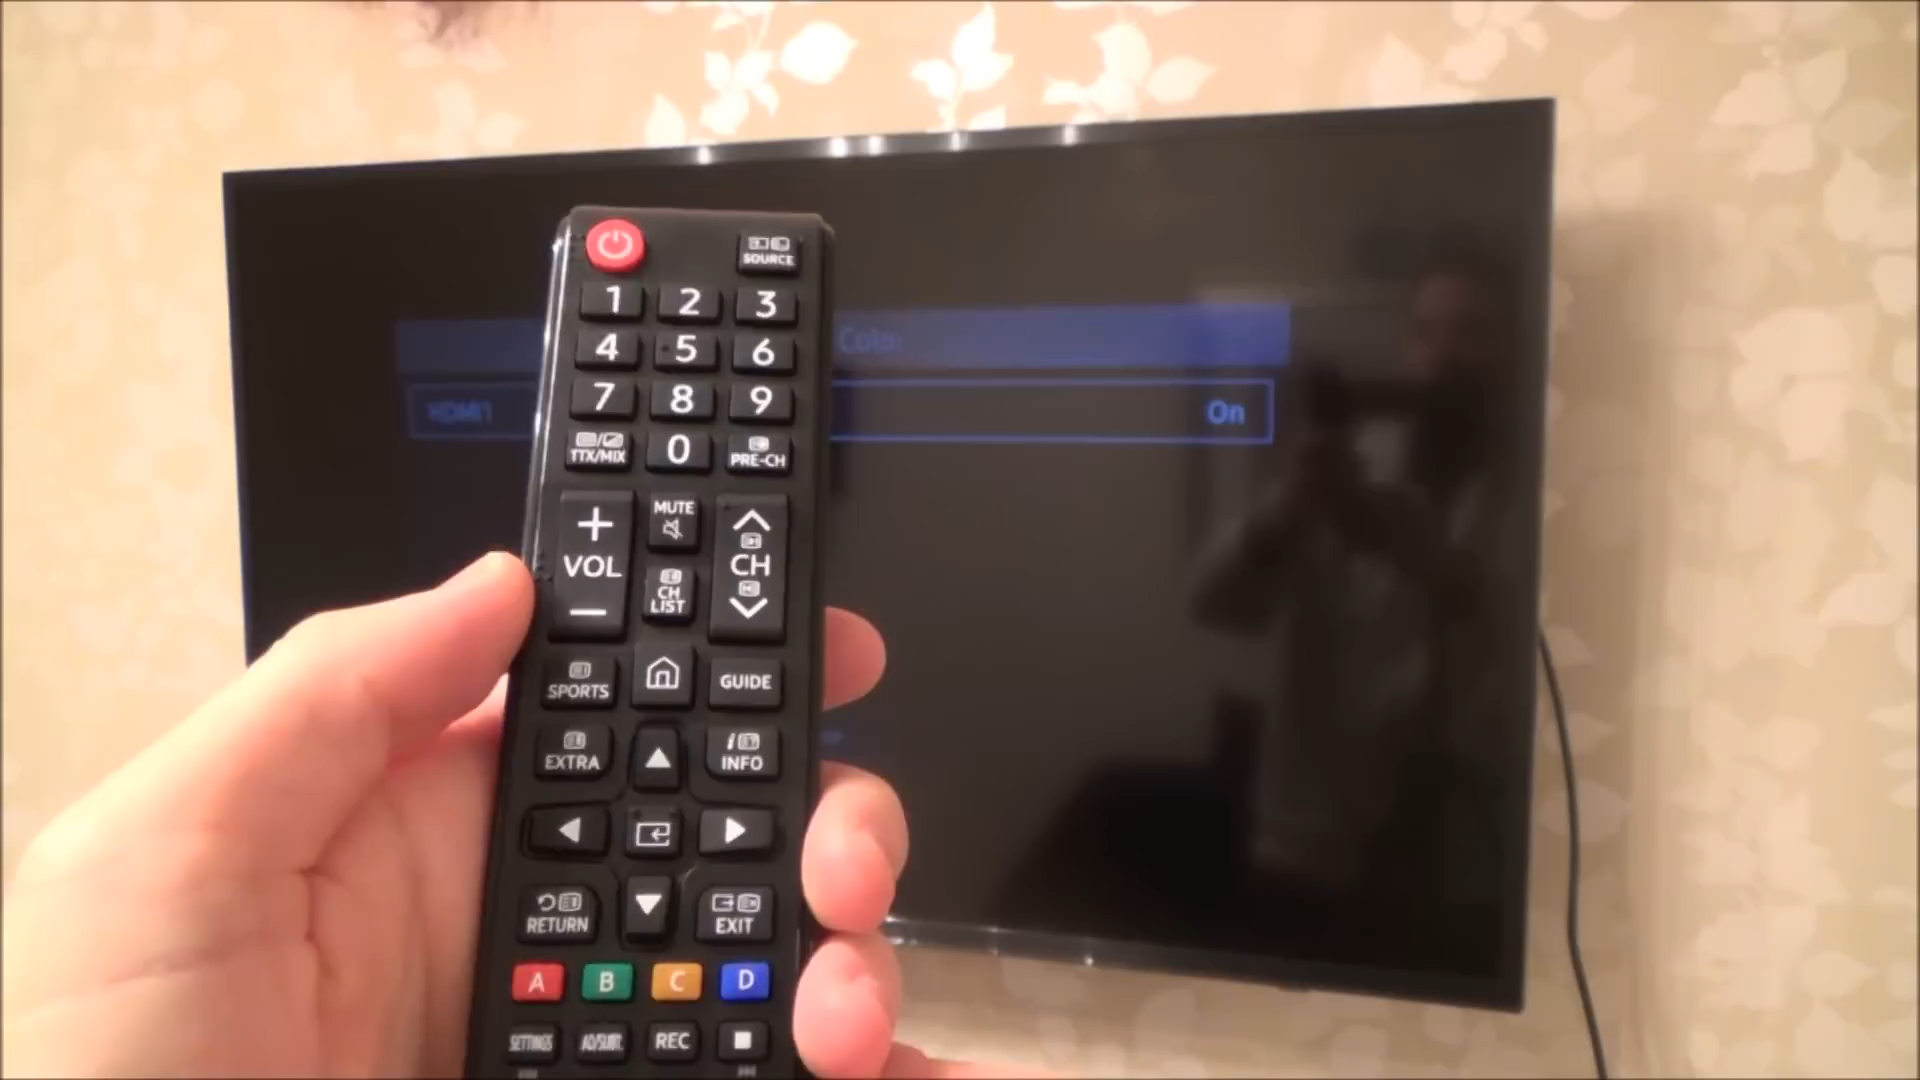 SOURCE
1 2 3
4 5 6
7 8 9
TTX/MIX 0 PRE-CH
MUTE
+ VOL −
CH
CH LIST
SPORTS GUIDE
EXTRA INFO
RETURN EXIT
A B C D
SETTINGS AD/SUBT. REC
Color
HDMI1 On